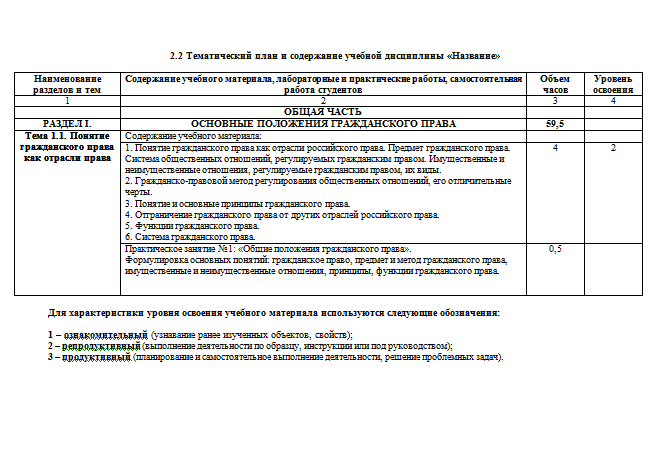 2.2 Тематический план и содержание учебной дисциплины «Название»
Наименование разделов и тем
Содержание учебного материала, лабораторные и практические работы, самостоятельная работа студентов
Объем часов
Уровень освоения
1
2
3
4
ОБЩАЯ ЧАСТЬ
РАЗДЕЛ I.
ОСНОВНЫЕ ПОЛОЖЕНИЯ ГРАЖДАНСКОГО ПРАВА
59,5
Тема 1.1. Понятие
гражданского права
как отрасли права
Содержание учебного материала:
1. Понятие гражданского права как отрасли российского права. Предмет гражданского права.
Система общественных отношений, регулируемых гражданским правом. Имущественные и
неимущественные отношения, регулируемые гражданским правом, их виды.
2. Гражданско-правовой метод регулирования общественных отношений, его отличительные
черты.
3. Понятие и основные принципы гражданского права.
4. Отграничение гражданского права от других отраслей российского права.
5. Функции гражданского права.
6. Система гражданского права.
4
2
Практическое занятие №1: «Общие положения гражданского права».
Формулировка основных понятий: гражданское право, предмет и метод гражданского права,
имущественные и неимущественные отношения, принципы, функции гражданского права.
0,5
Для характеристики уровня освоения учебного материала используются следующие обозначения:
1 – ознакомительный (узнавание ранее изученных объектов, свойств);
2 – репродуктивный (выполнение деятельности по образцу, инструкции или под руководством);
3 – продуктивный (планирование и самостоятельное выполнение деятельности, решение проблемных задач).